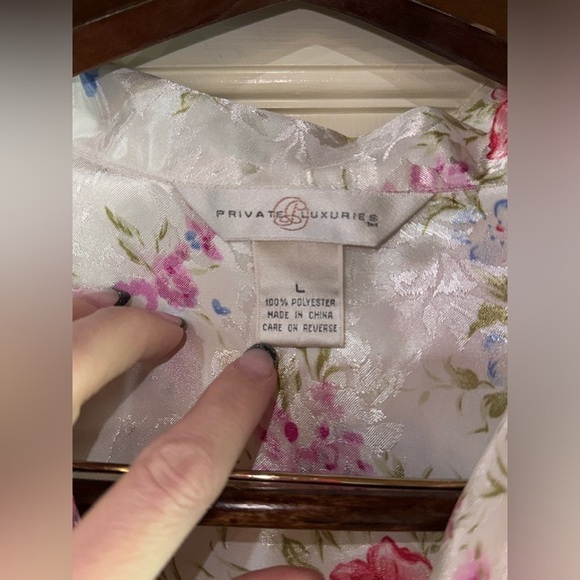 PRIVATE LUXURIES
L
100% POLYESTER
MADE IN CHINA
CARE ON REVERSE